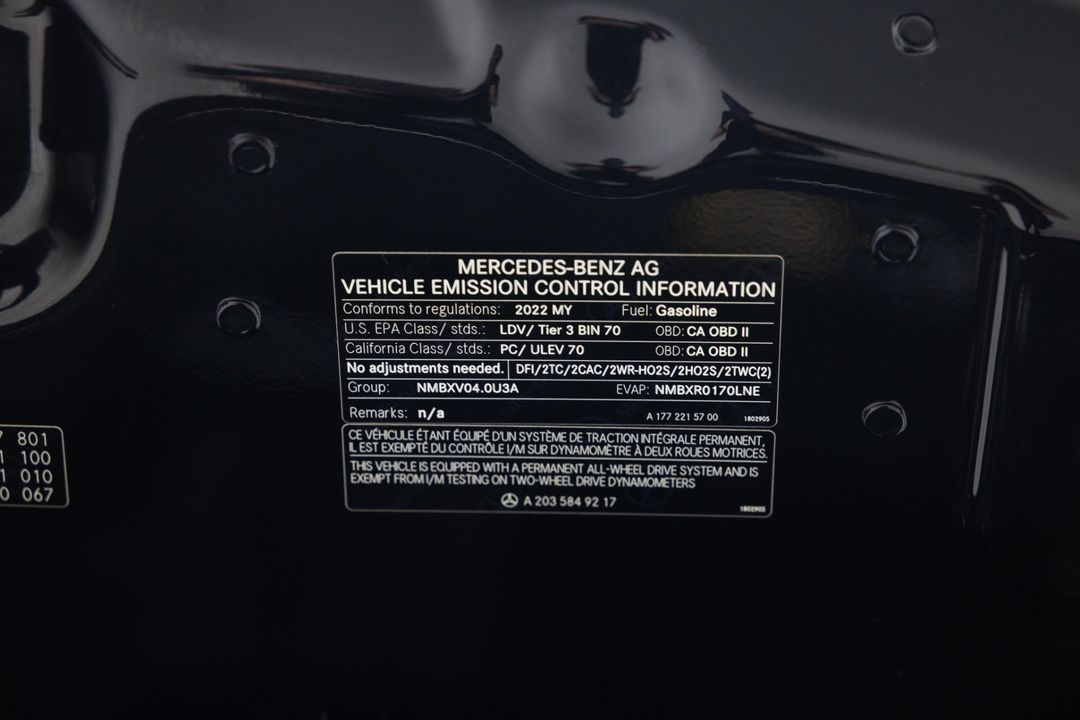 MERCEDES-BENZ AG
VEHICLE EMISSION CONTROL INFORMATION
Conforms to regulations: 2022 MY Fuel: Gasoline
U.S. EPA Class/ stds.: LDV/ Tier 3 BIN 70 OBD: CA OBD II
California Class/ stds.: PC/ ULEV 70 OBD: CA OBD II
No adjustments needed. DFI/2TC/2CAC/2WR-HO2S/2HO2S/2TWC(2)
Group: NMBXV04.0U3A EVAP: NMBXR0170LNE
Remarks: n/a A 177 221 57 00 1802905
CE VÉHICULE ÉTANT ÉQUIPÉ D'UN SYSTÈME DE TRACTION INTÉGRALE PERMANENT,
IL EST EXEMPTÉ DU CONTRÔLE I/M SUR DYNAMOMÈTRE À DEUX ROUES MOTRICES.
THIS VEHICLE IS EQUIPPED WITH A PERMANENT ALL-WHEEL DRIVE SYSTEM AND IS
EXEMPT FROM I/M TESTING ON TWO-WHEEL DRIVE DYNAMOMETERS
A 203 584 92 17 1802905
7 801
1 100
1 010
0 067